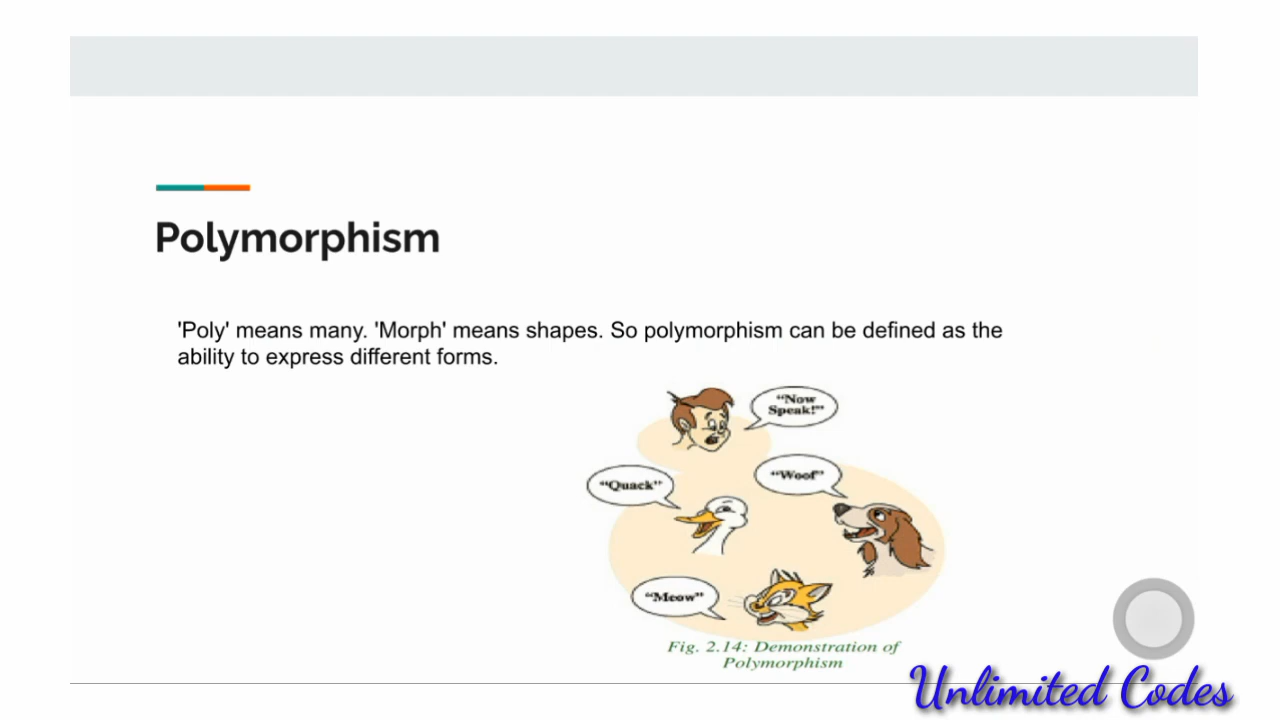 Polymorphism
'Poly' means many. 'Morph' means shapes. So polymorphism can be defined as the
ability to express different forms.
“Now
Speak!”
“Quack”
“Woof”
“Meow”
Fig. 2.14: Demonstration of
Polymorphism
Unlimited Codes